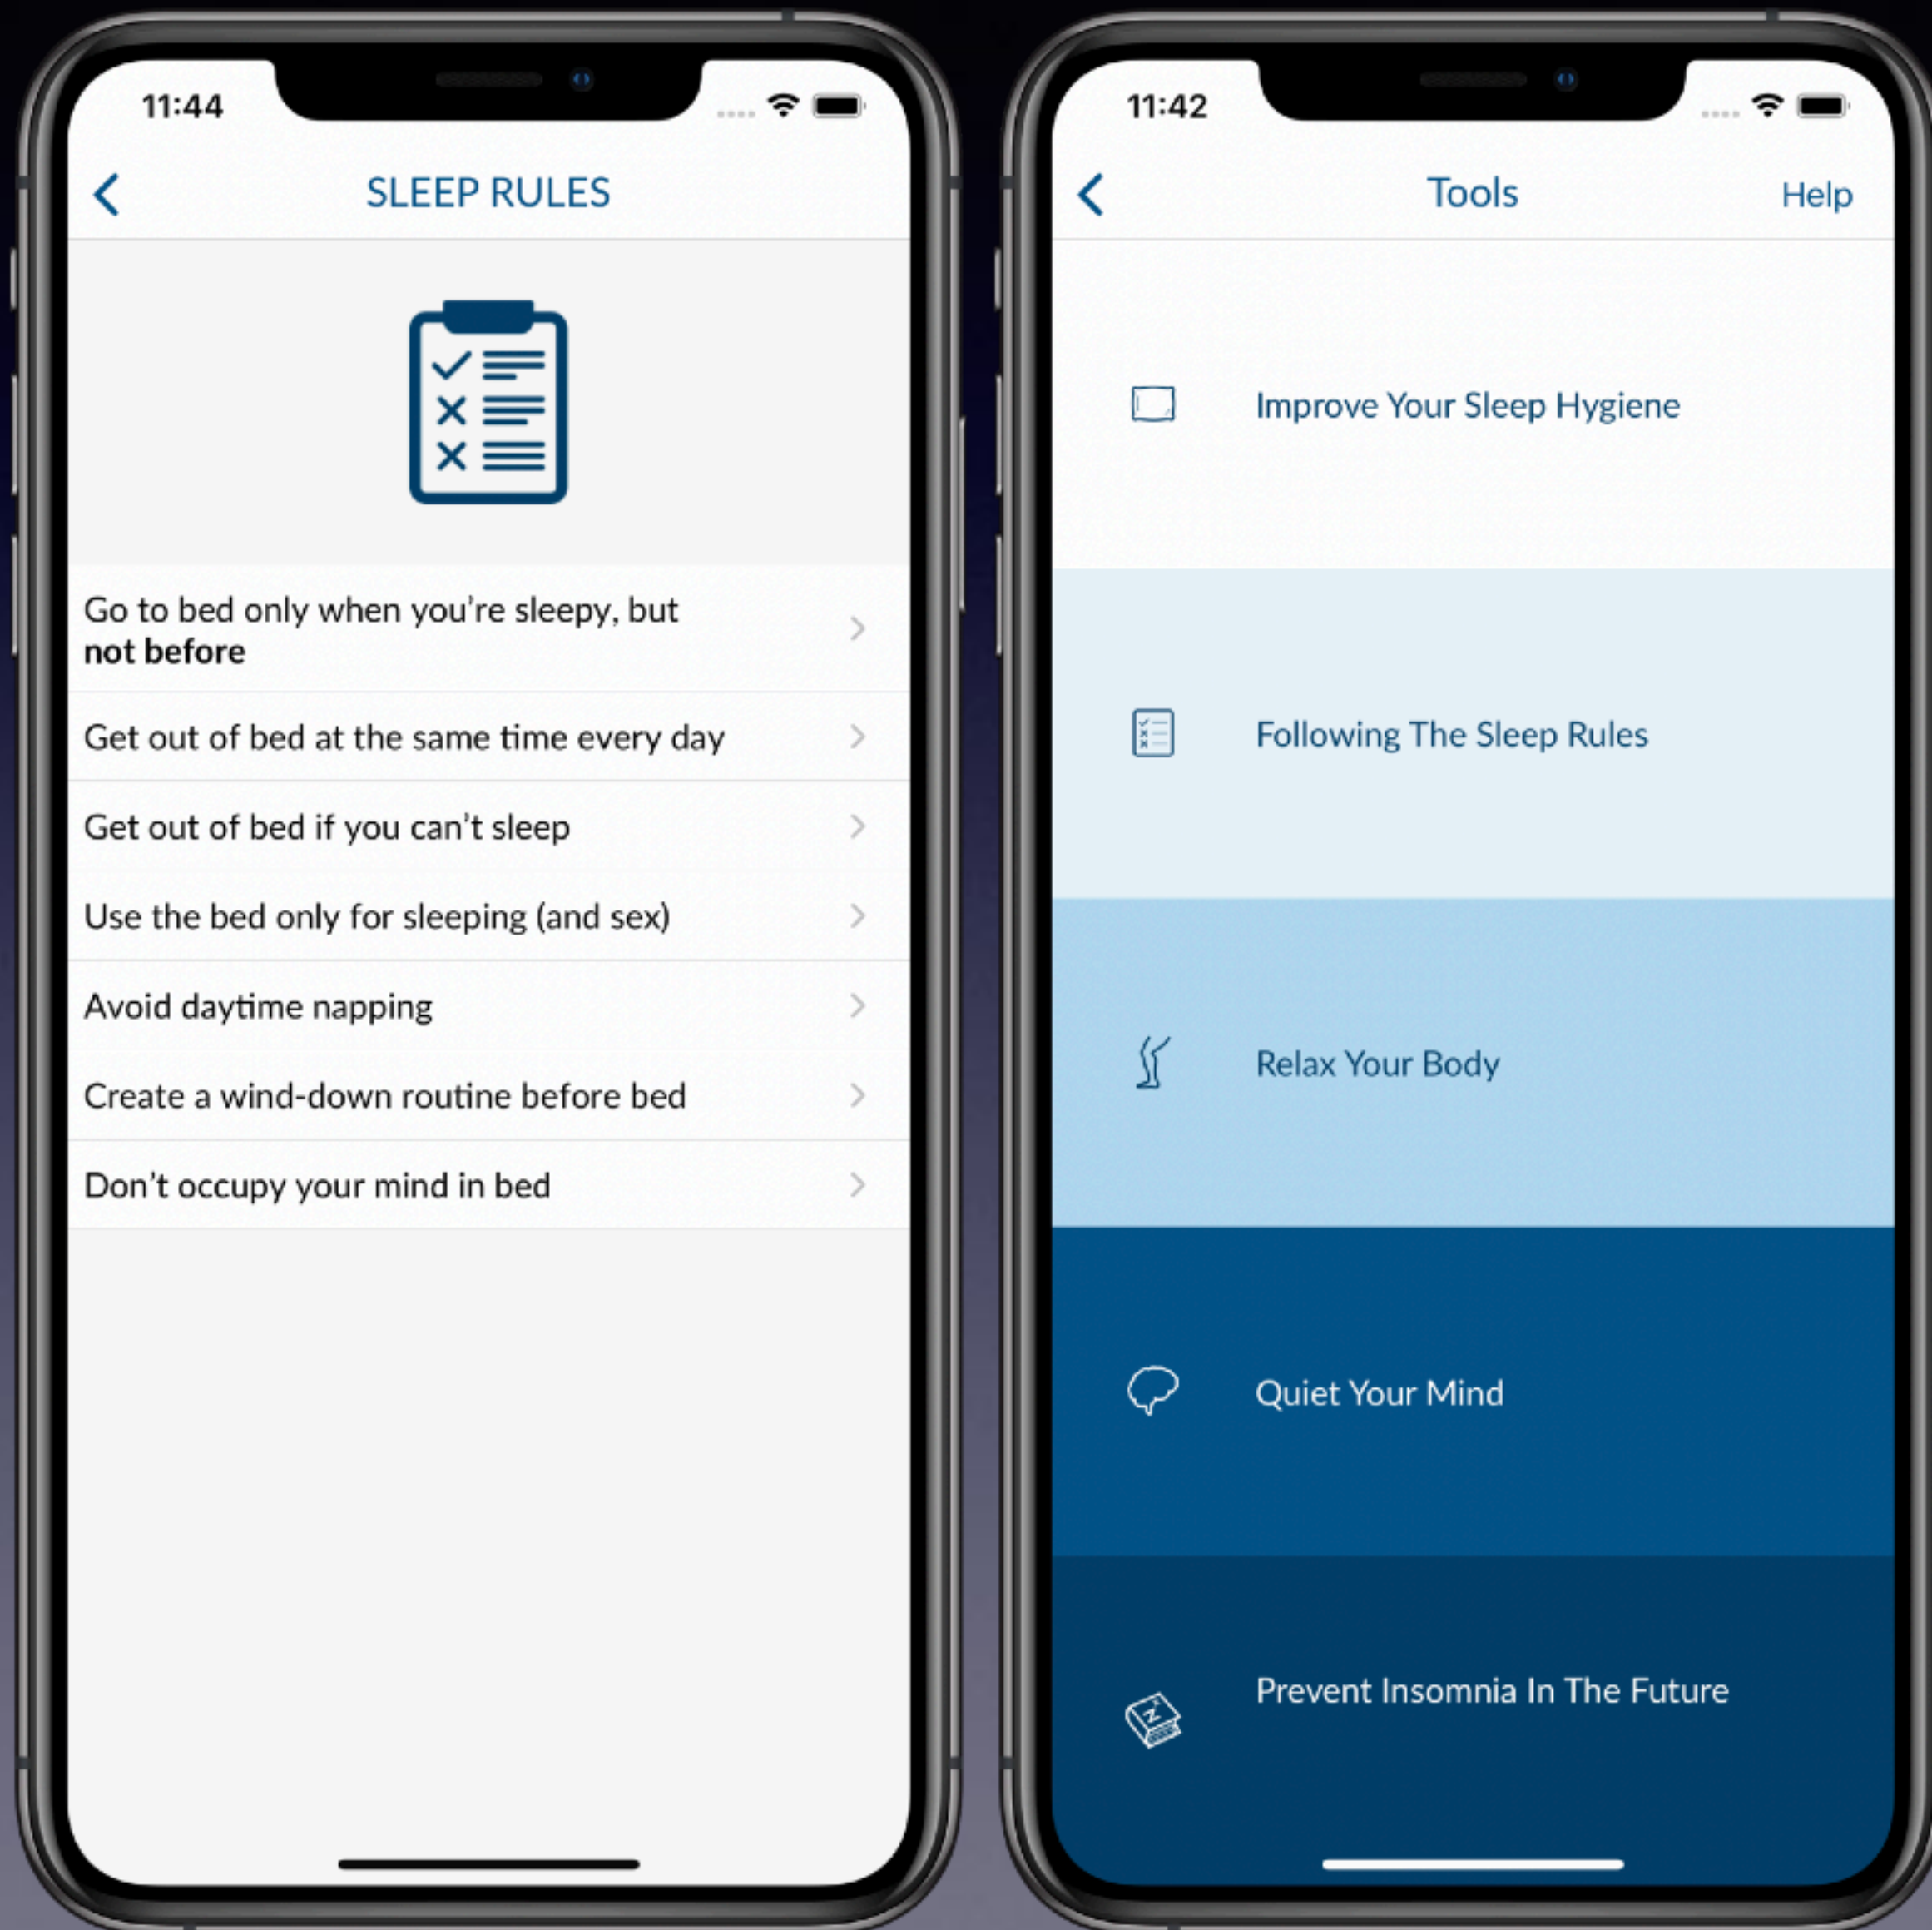 11:44
SLEEP RULES
Go to bed only when you're sleepy, but
not before
Get out of bed at the same time every day
Get out of bed if you can't sleep
Use the bed only for sleeping (and sex)
Avoid daytime napping
Create a wind-down routine before bed
Don't occupy your mind in bed
11:42
Tools
Help
Improve Your Sleep Hygiene
Following The Sleep Rules
Relax Your Body
Quiet Your Mind
Z
Prevent Insomnia In The Future